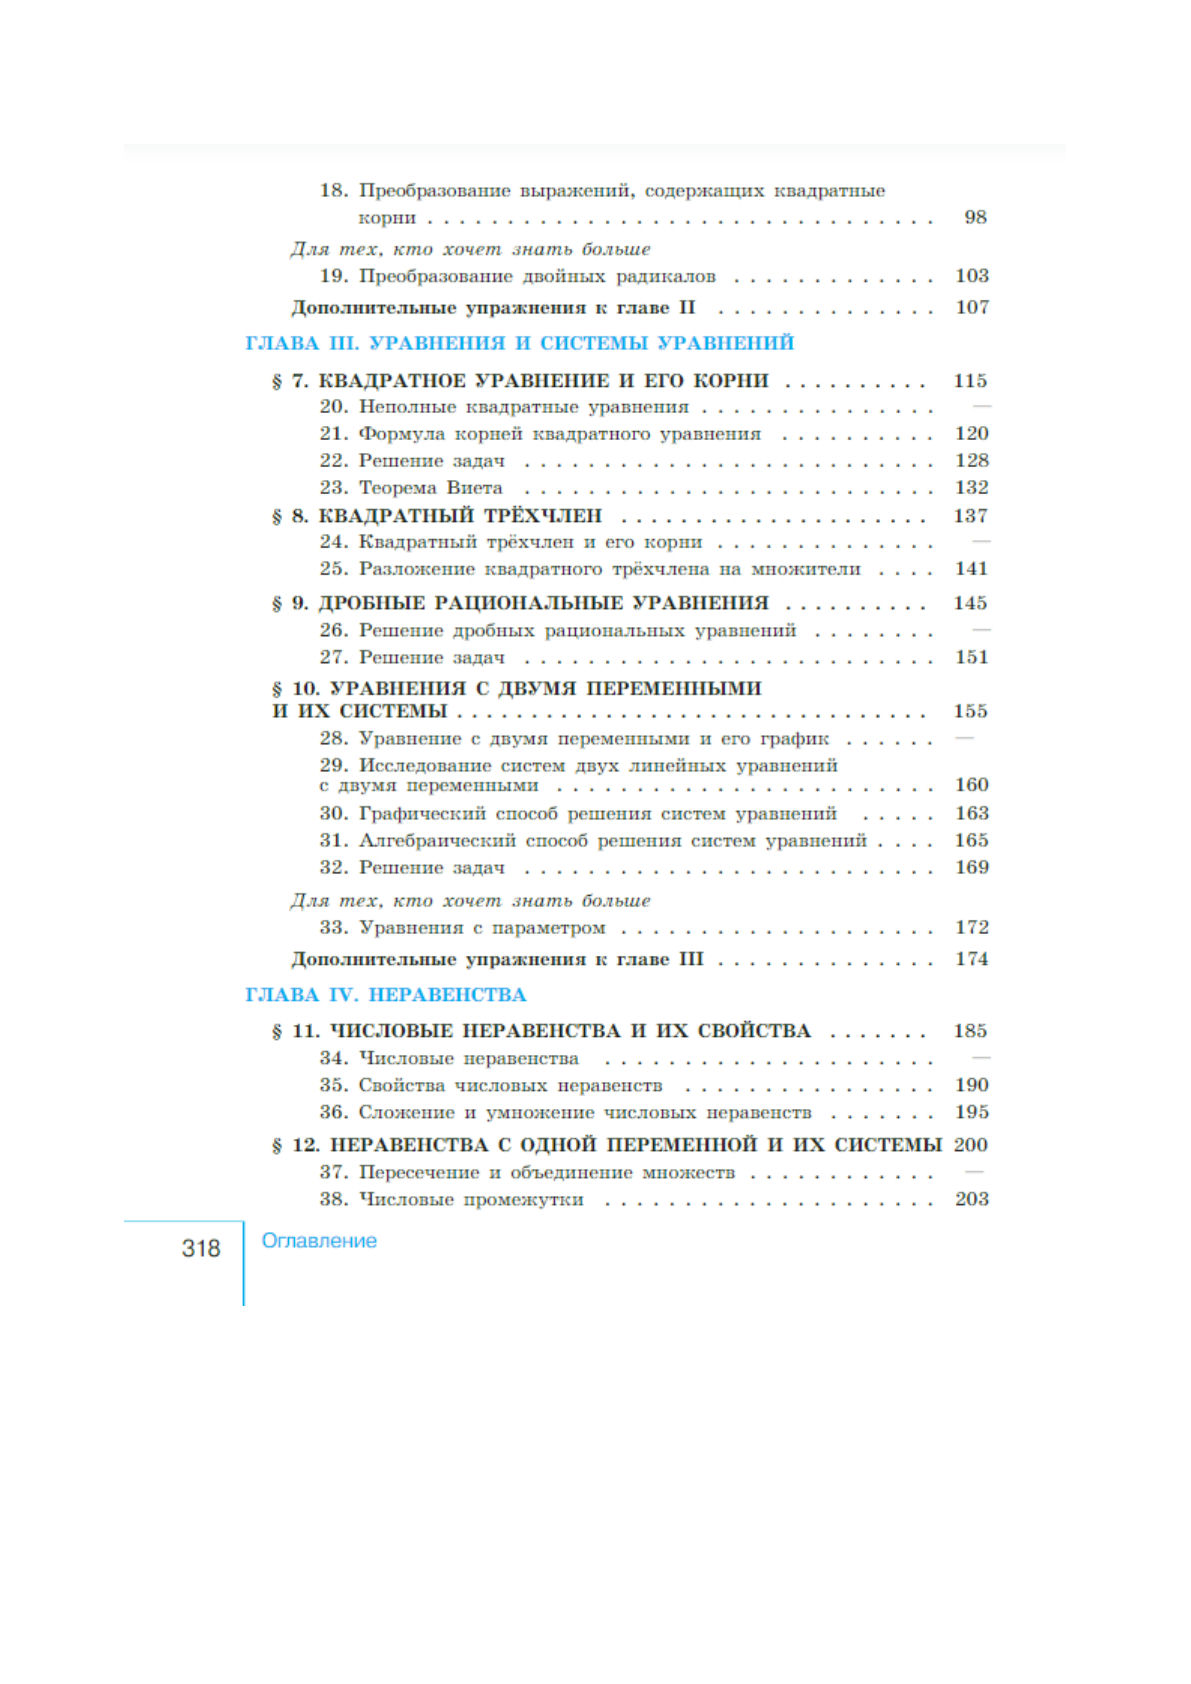 18. Преобразование выражений, содержащих квадратные
корни . . . . . . . . . . . . . . . . . . . . . . . . . . . . . . . . 98
Для тех, кто хочет знать больше
19. Преобразование двойных радикалов . . . . . . . . . . . . . 103
Дополнительные упражнения к главе II . . . . . . . . . . . . . . 107
ГЛАВА III. УРАВНЕНИЯ И СИСТЕМЫ УРАВНЕНИЙ
§ 7. КВАДРАТНОЕ УРАВНЕНИЕ И ЕГО КОРНИ . . . . . . . . . . 115
20. Неполные квадратные уравнения . . . . . . . . . . . . . . . —
21. Формула корней квадратного уравнения . . . . . . . . . . 120
22. Решение задач . . . . . . . . . . . . . . . . . . . . . . . . . . 128
23. Теорема Виета . . . . . . . . . . . . . . . . . . . . . . . . . . 132
§ 8. КВАДРАТНЫЙ ТРЁХЧЛЕН . . . . . . . . . . . . . . . . . . . . . 137
24. Квадратный трёхчлен и его корни . . . . . . . . . . . . . . —
25. Разложение квадратного трёхчлена на множители . . . . 141
§ 9. ДРОБНЫЕ РАЦИОНАЛЬНЫЕ УРАВНЕНИЯ . . . . . . . . . . 145
26. Решение дробных рациональных уравнений . . . . . . . . —
27. Решение задач . . . . . . . . . . . . . . . . . . . . . . . . . . 151
§ 10. УРАВНЕНИЯ С ДВУМЯ ПЕРЕМЕННЫМИ
И ИХ СИСТЕМЫ . . . . . . . . . . . . . . . . . . . . . . . . . . . . . . . . 155
28. Уравнение с двумя переменными и его график . . . . . . —
29. Исследование систем двух линейных уравнений
с двумя переменными . . . . . . . . . . . . . . . . . . . . . . . . 160
30. Графический способ решения систем уравнений . . . . . 163
31. Алгебраический способ решения систем уравнений . . . . 165
32. Решение задач . . . . . . . . . . . . . . . . . . . . . . . . . . 169
Для тех, кто хочет знать больше
33. Уравнения с параметром . . . . . . . . . . . . . . . . . . . . 172
Дополнительные упражнения к главе III . . . . . . . . . . . . . . 174
ГЛАВА IV. НЕРАВЕНСТВА
§ 11. ЧИСЛОВЫЕ НЕРАВЕНСТВА И ИХ СВОЙСТВА . . . . . . . 185
34. Числовые неравенства . . . . . . . . . . . . . . . . . . . . . —
35. Свойства числовых неравенств . . . . . . . . . . . . . . . . 190
36. Сложение и умножение числовых неравенств . . . . . . . 195
§ 12. НЕРАВЕНСТВА С ОДНОЙ ПЕРЕМЕННОЙ И ИХ СИСТЕМЫ 200
37. Пересечение и объединение множеств . . . . . . . . . . . . —
38. Числовые промежутки . . . . . . . . . . . . . . . . . . . . . 203
318 Оглавление